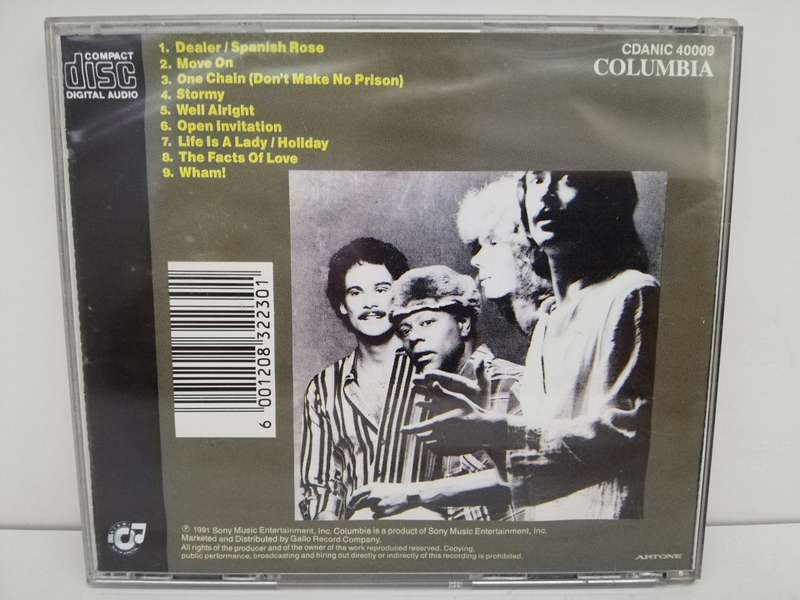 COMPACT
disc
DIGITAL AUDIO
1. Dealer / Spanish Rose
2. Move On
3. One Chain (Don't Make No Prison)
4. Stormy
5. Well Alright
6. Open Invitation
7. Life Is A Lady / Holiday
8. The Facts Of Love
9. Wham!
CDANIC 40009
COLUMBIA
6 001208 322301
℗ 1991 Sony Music Entertainment, Inc. Columbia is a product of Sony Music Entertainment, Inc.
Marketed and Distributed by Gallo Record Company.
All rights of the producer and of the owner of the work reproduced reserved. Copying,
public performance, broadcasting and hiring out directly or indirectly of this recording is prohibited.
ARTONE